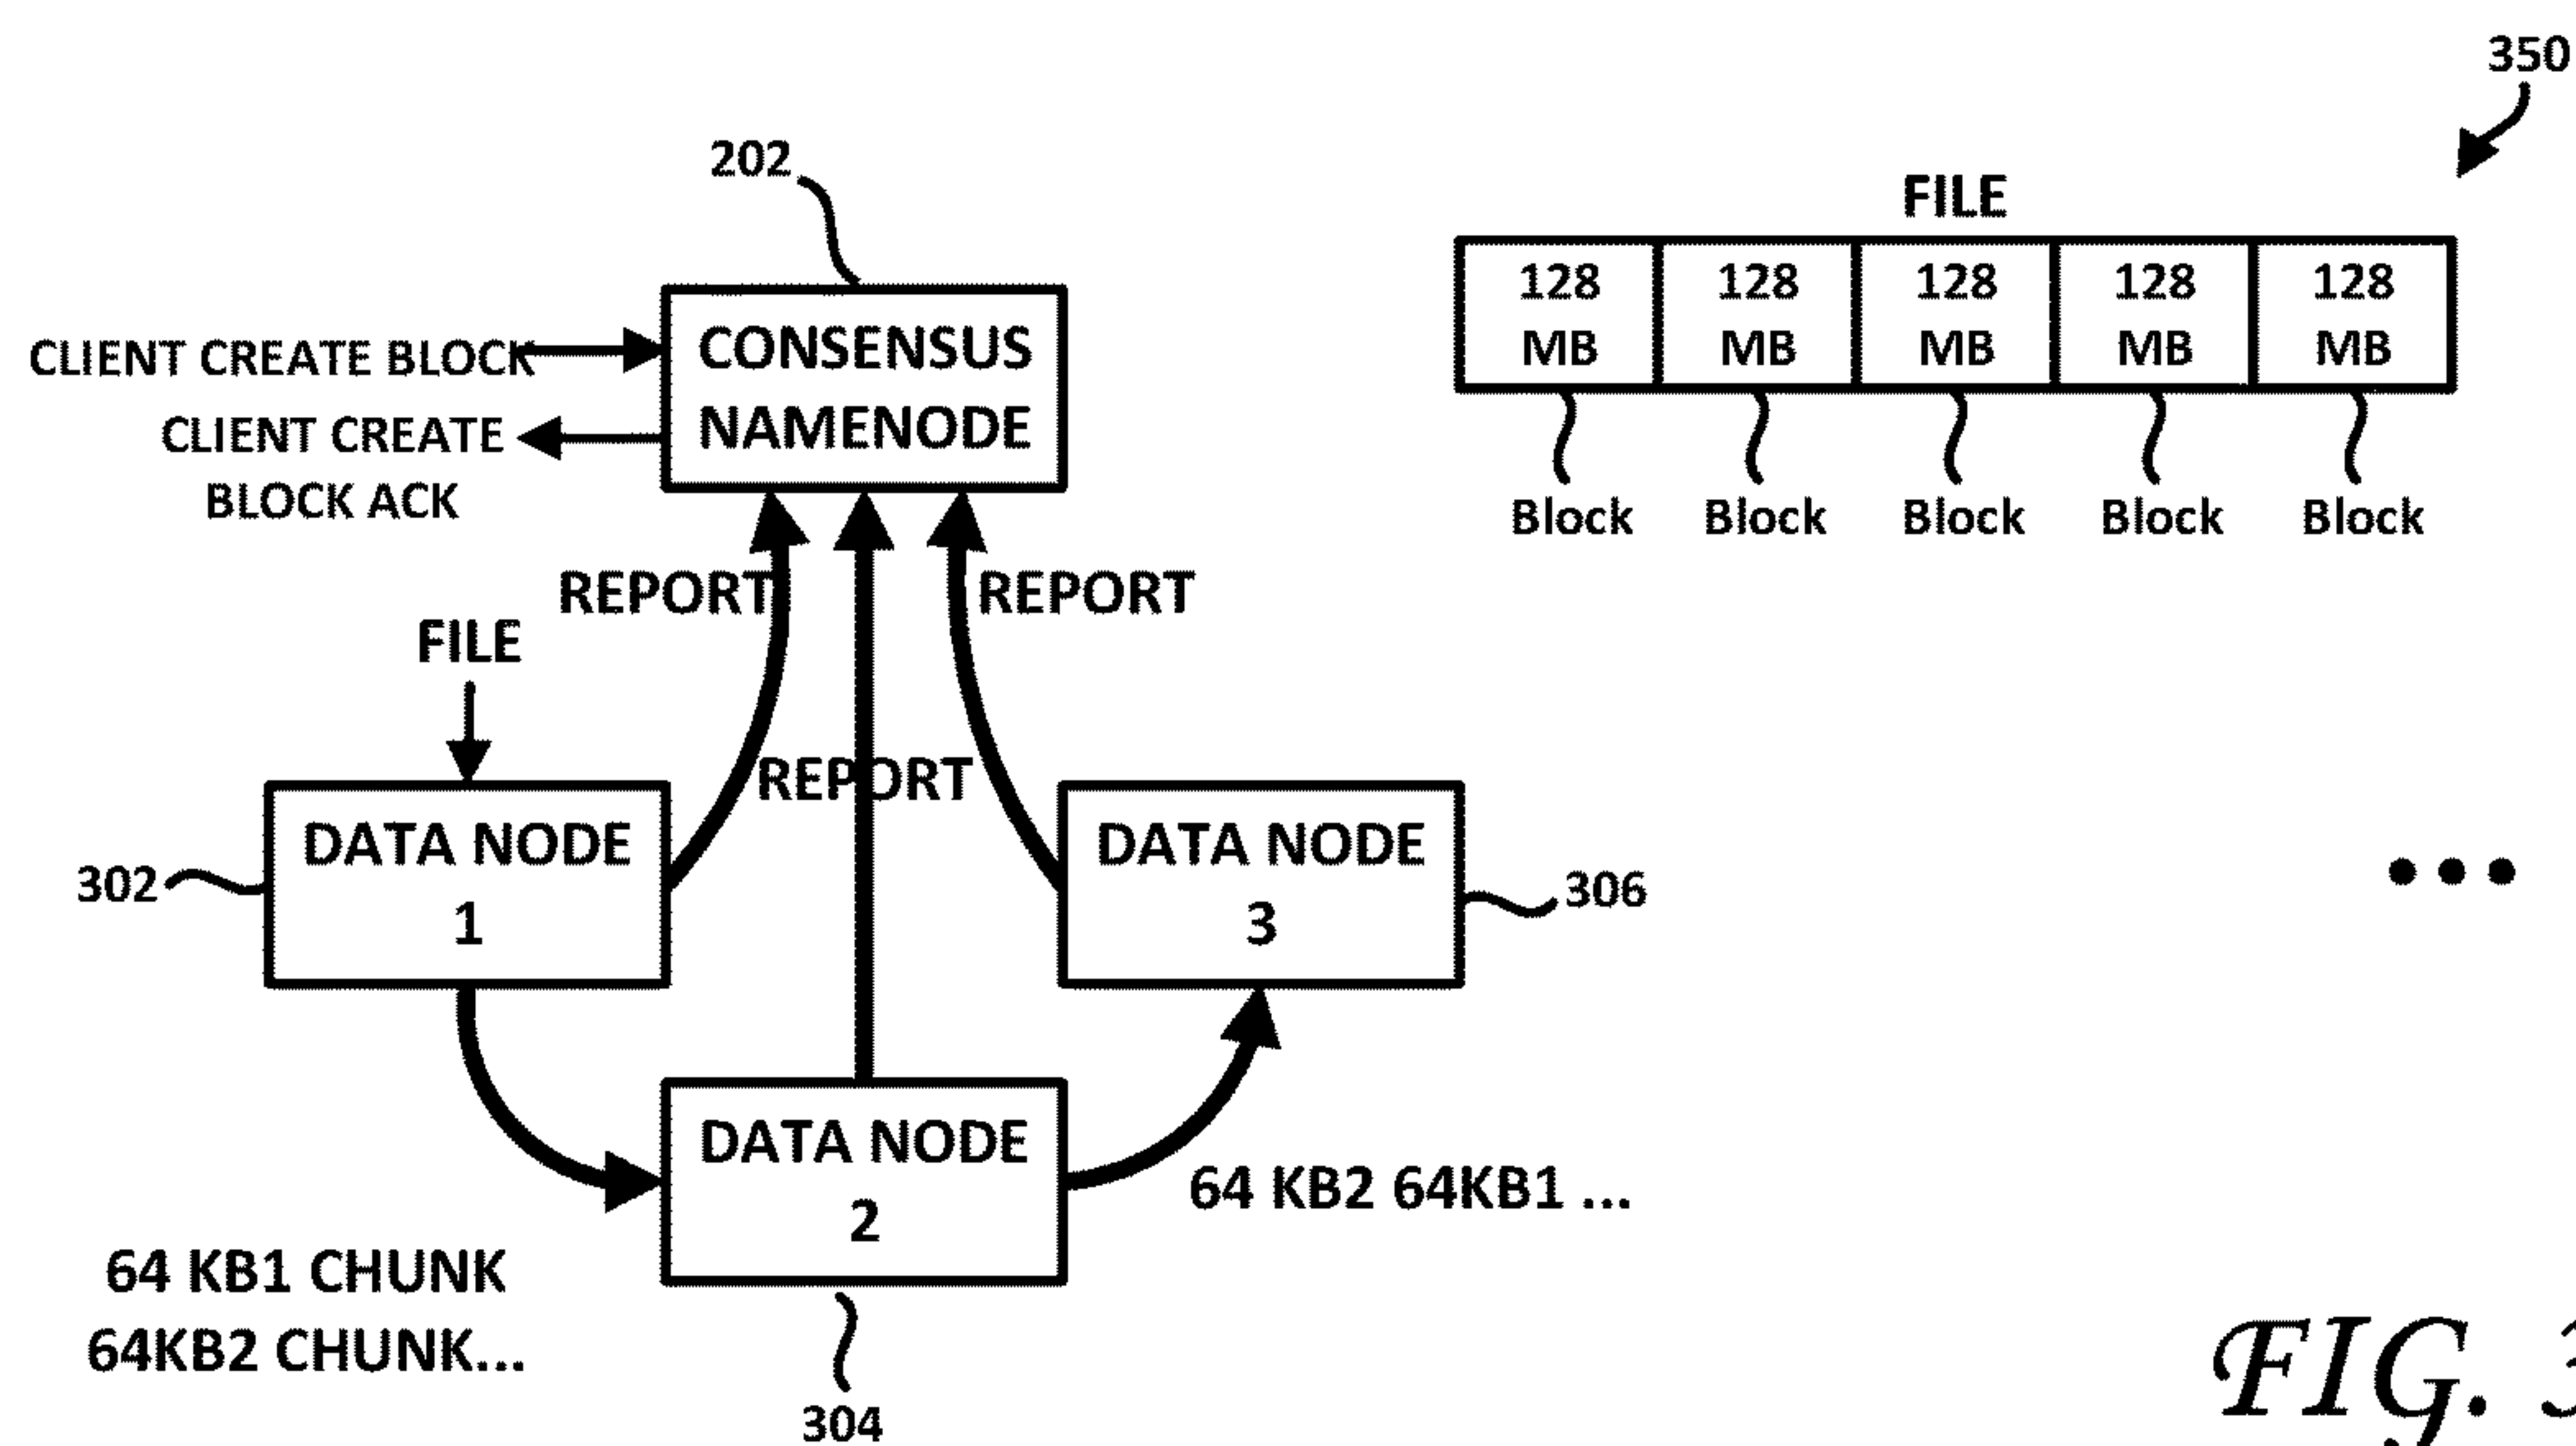 350
202
FILE
128 128 128 128 128
MB MB MB MB MB
Block Block Block Block Block
CLIENT CREATE BLOCK
CLIENT CREATE
BLOCK ACK
CONSENSUS
NAMENODE
REPORT
REPORT
FILE
REPORT
DATA NODE
1
302
DATA NODE
3
306
DATA NODE
2
64 KB2 64KB1 ...
64 KB1 CHUNK
64KB2 CHUNK...
304
FIG. 3